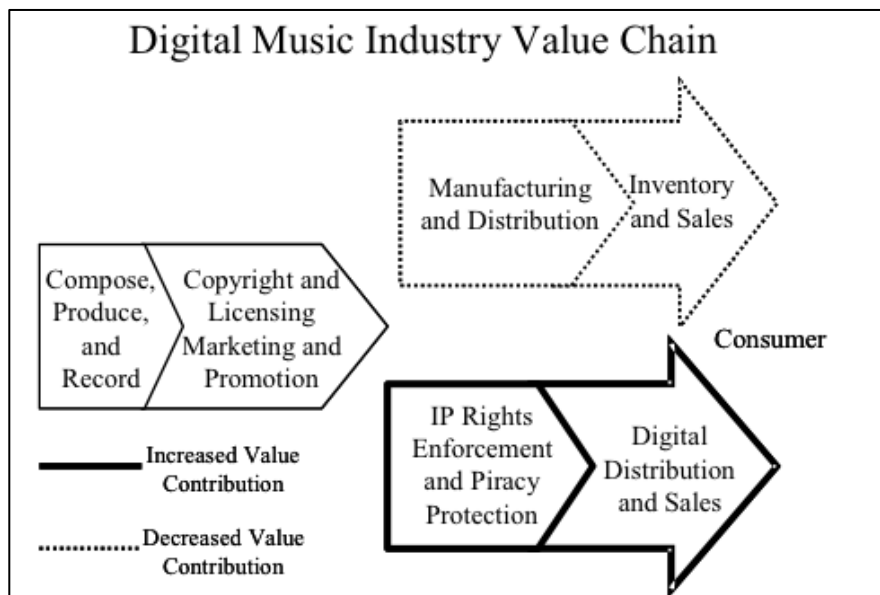 Digital Music Industry Value Chain
Manufacturing
and Distribution
Inventory
and Sales
Compose,
Produce,
and
Record
Copyright and
Licensing
Marketing and
Promotion
Consumer
IP Rights
Enforcement
and Piracy
Protection
Digital
Distribution
and Sales
Increased Value
Contribution
Decreased Value
Contribution